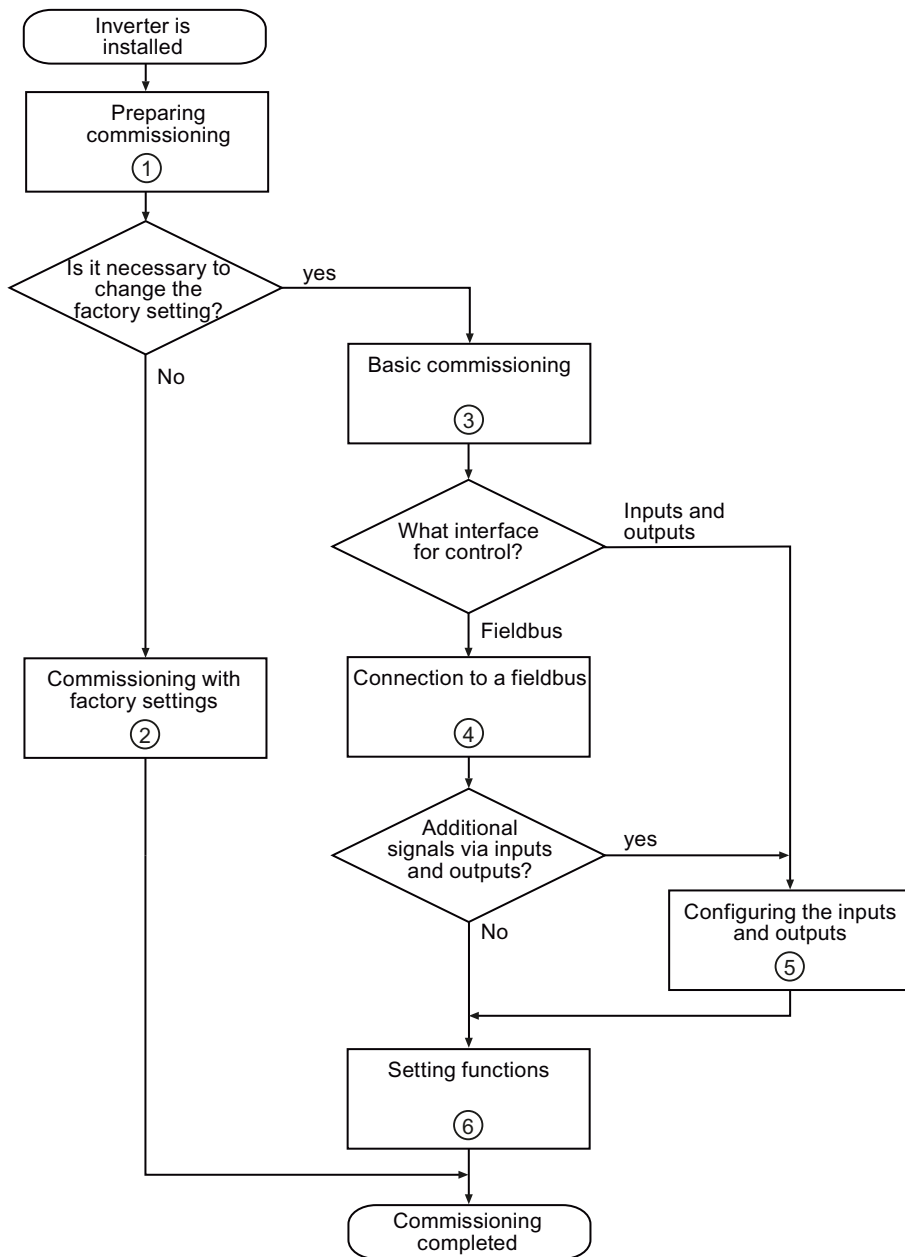 Inverter is
installed
Preparing
commissioning
1
Is it necessary to
change the
factory setting?
yes
No
Basic commissioning
3
What interface
for control?
Inputs and
outputs
Fieldbus
Commissioning with
factory settings
2
Connection to a fieldbus
4
Additional
signals via inputs
and outputs?
yes
No
Configuring the inputs
and outputs
5
Setting functions
6
Commissioning
completed